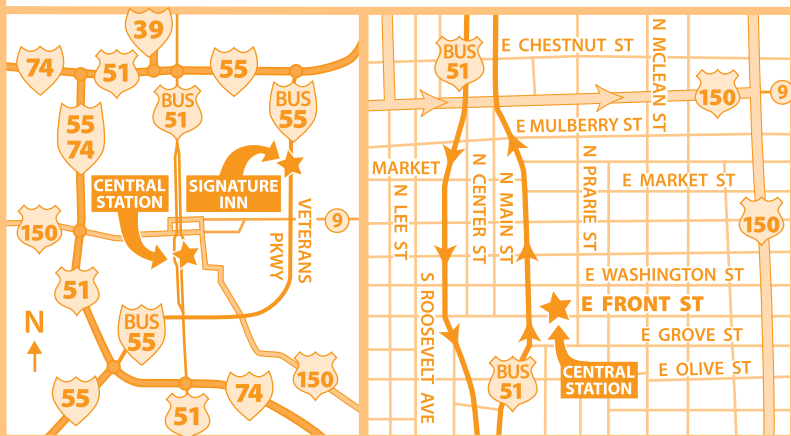 39
74
51
55
BUS
51
BUS
55
55
74
CENTRAL
STATION
SIGNATURE
INN
150
9
VETERANS
PKWY
51
N
BUS
55
150
55
51
74
BUS
51
E CHESTNUT ST
N MCLEAN ST
150
9
E MULBERRY ST
MARKET
N LEE ST
N CENTER ST
N MAIN ST
N PRARIE ST
E MARKET ST
150
E WASHINGTON ST
S ROOSEVELT AVE
E FRONT ST
E GROVE ST
E OLIVE ST
BUS
51
CENTRAL
STATION